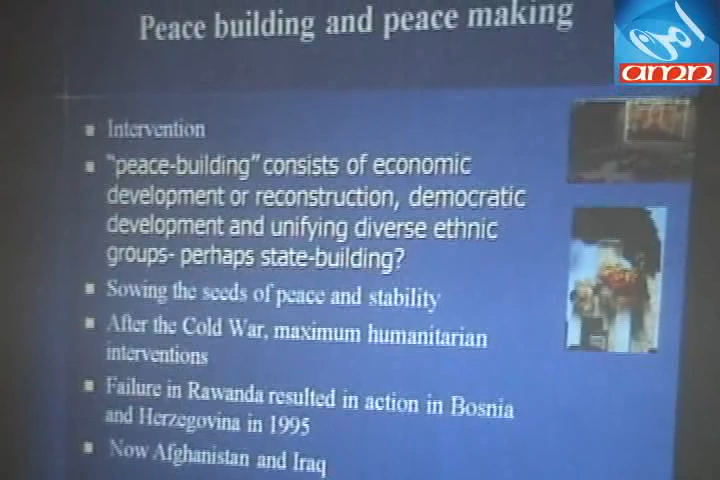 Peace building and peace making
amn
Intervention
"peace-building" consists of economic
development or reconstruction, democratic
development and unifying diverse ethnic
groups- perhaps state-building?
Sowing the seeds of peace and stability
After the Cold War, maximum humanitarian
interventions
Failure in Rawanda resulted in action in Bosnia
and Herzegovina in 1995
Now Afghanistan and Iraq